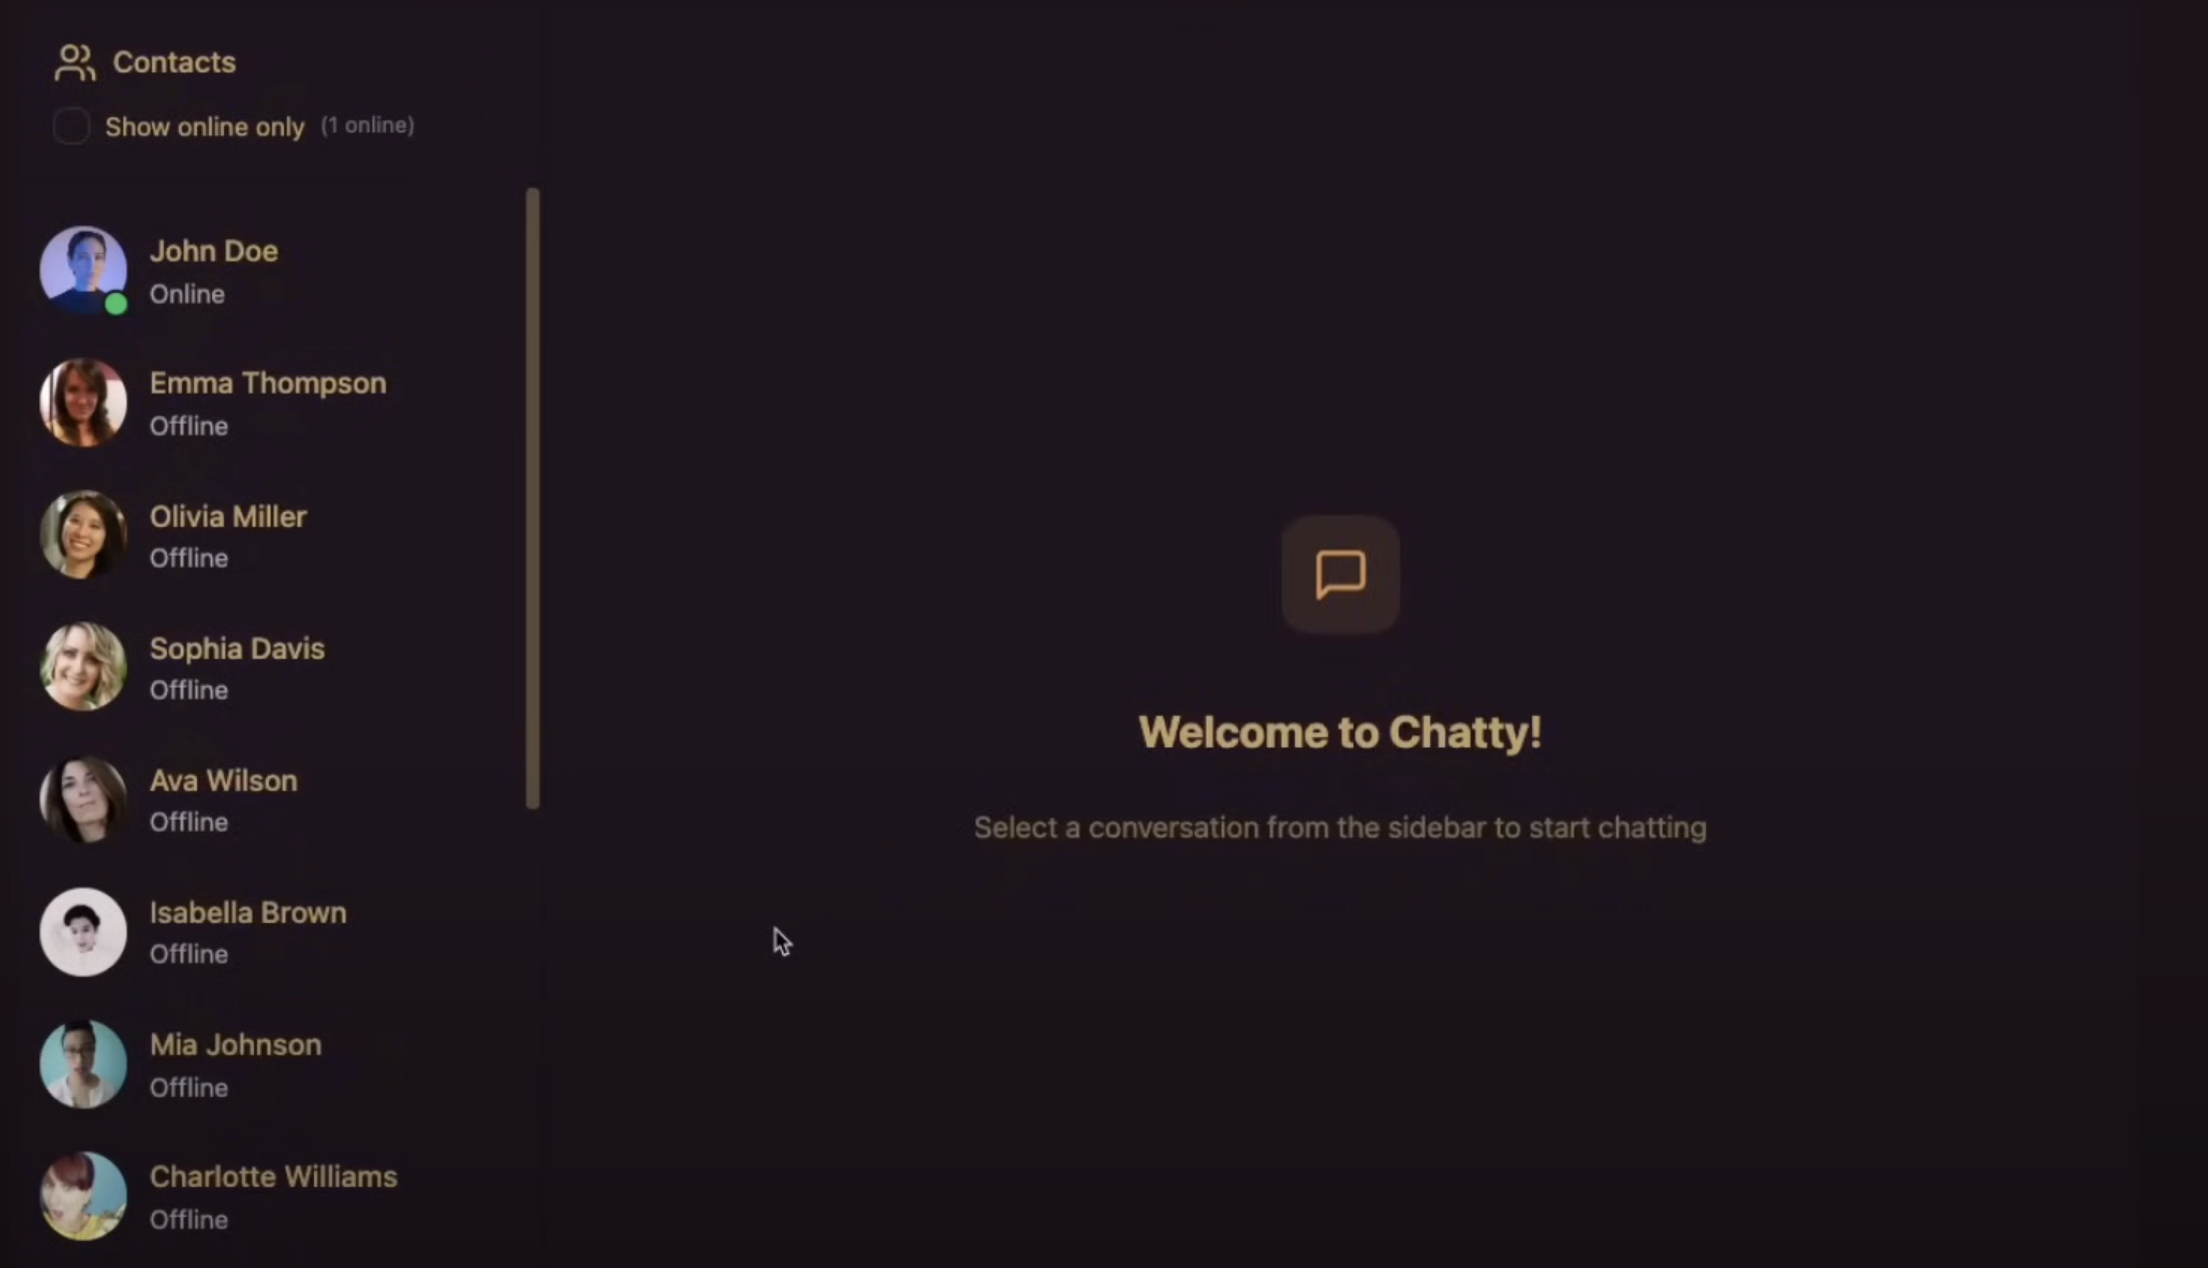 Contacts
Show online only (1 online)
John Doe
Online
Emma Thompson
Offline
Olivia Miller
Offline
Sophia Davis
Offline
Ava Wilson
Offline
Isabella Brown
Offline
Mia Johnson
Offline
Charlotte Williams
Offline
Welcome to Chatty!
Select a conversation from the sidebar to start chatting